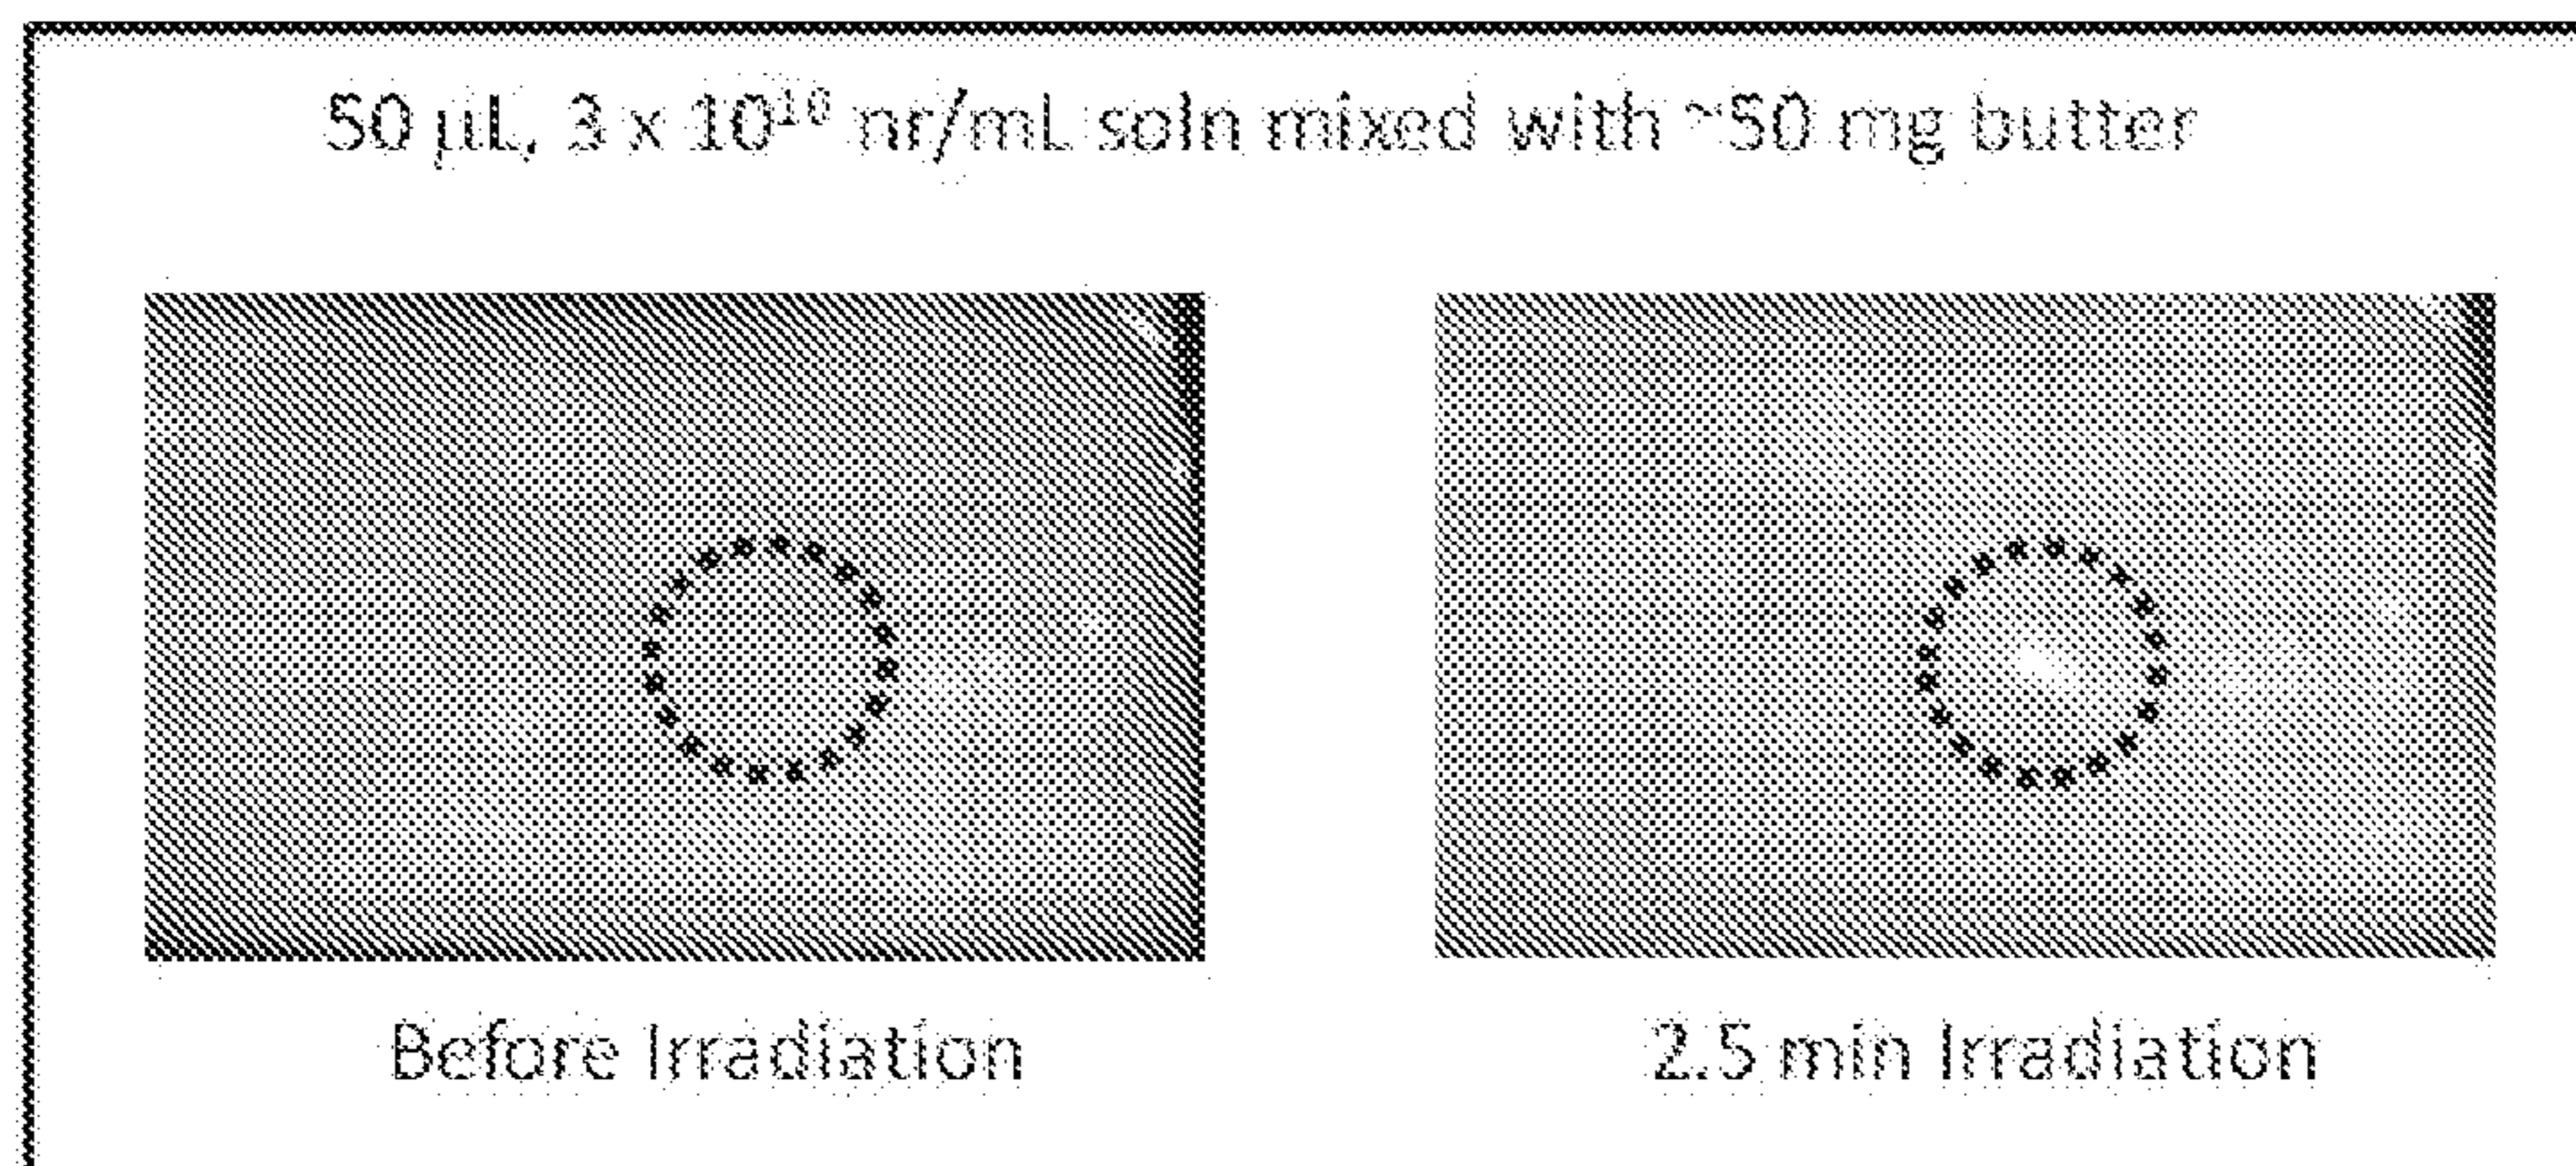 50 µL, 3 x 10¹⁰ nr/mL soln mixed with ~50 mg butter
Before Irradiation
2.5 min Irradiation